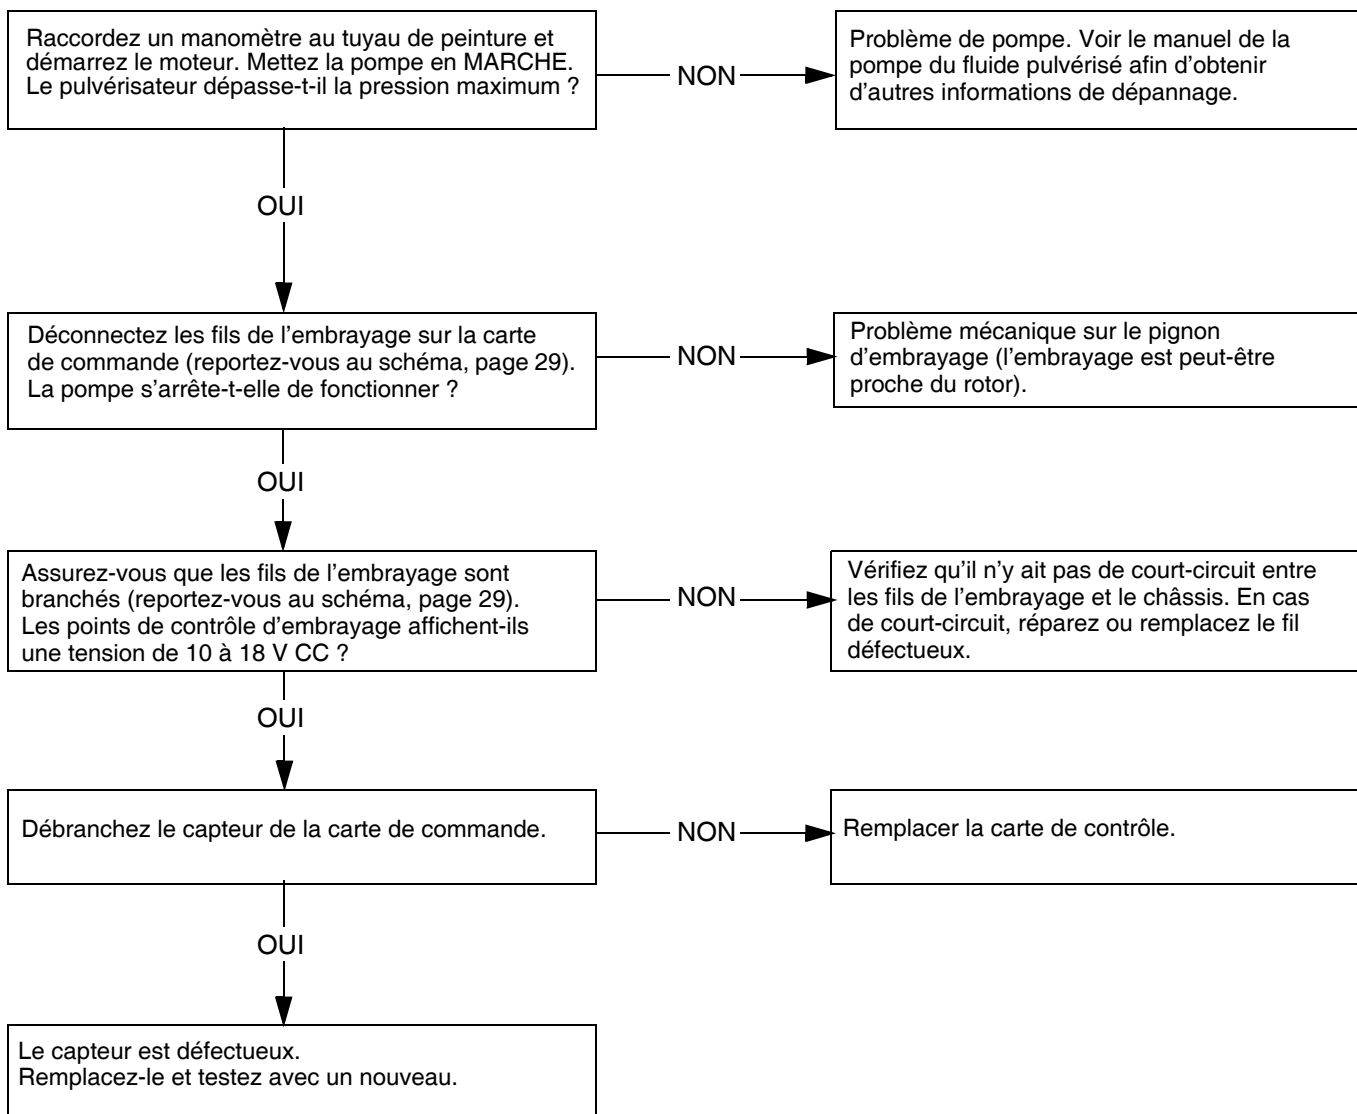 Raccordez un manomètre au tuyau de peinture et
démarrez le moteur. Mettez la pompe en MARCHE.
Le pulvérisateur dépasse-t-il la pression maximum ?
NON
Problème de pompe. Voir le manuel de la
pompe du fluide pulvérisé afin d'obtenir
d'autres informations de dépannage.
OUI
Déconnectez les fils de l'embrayage sur la carte
de commande (reportez-vous au schéma, page 29).
La pompe s'arrête-t-elle de fonctionner ?
NON
Problème mécanique sur le pignon
d'embrayage (l'embrayage est peut-être
proche du rotor).
OUI
Assurez-vous que les fils de l'embrayage sont
branchés (reportez-vous au schéma, page 29).
Les points de contrôle d'embrayage affichent-ils
une tension de 10 à 18 V CC ?
NON
Vérifiez qu'il n'y ait pas de court-circuit entre
les fils de l'embrayage et le châssis. En cas
de court-circuit, réparez ou remplacez le fil
défectueux.
OUI
Débranchez le capteur de la carte de commande.
NON
Remplacer la carte de contrôle.
OUI
Le capteur est défectueux.
Remplacez-le et testez avec un nouveau.